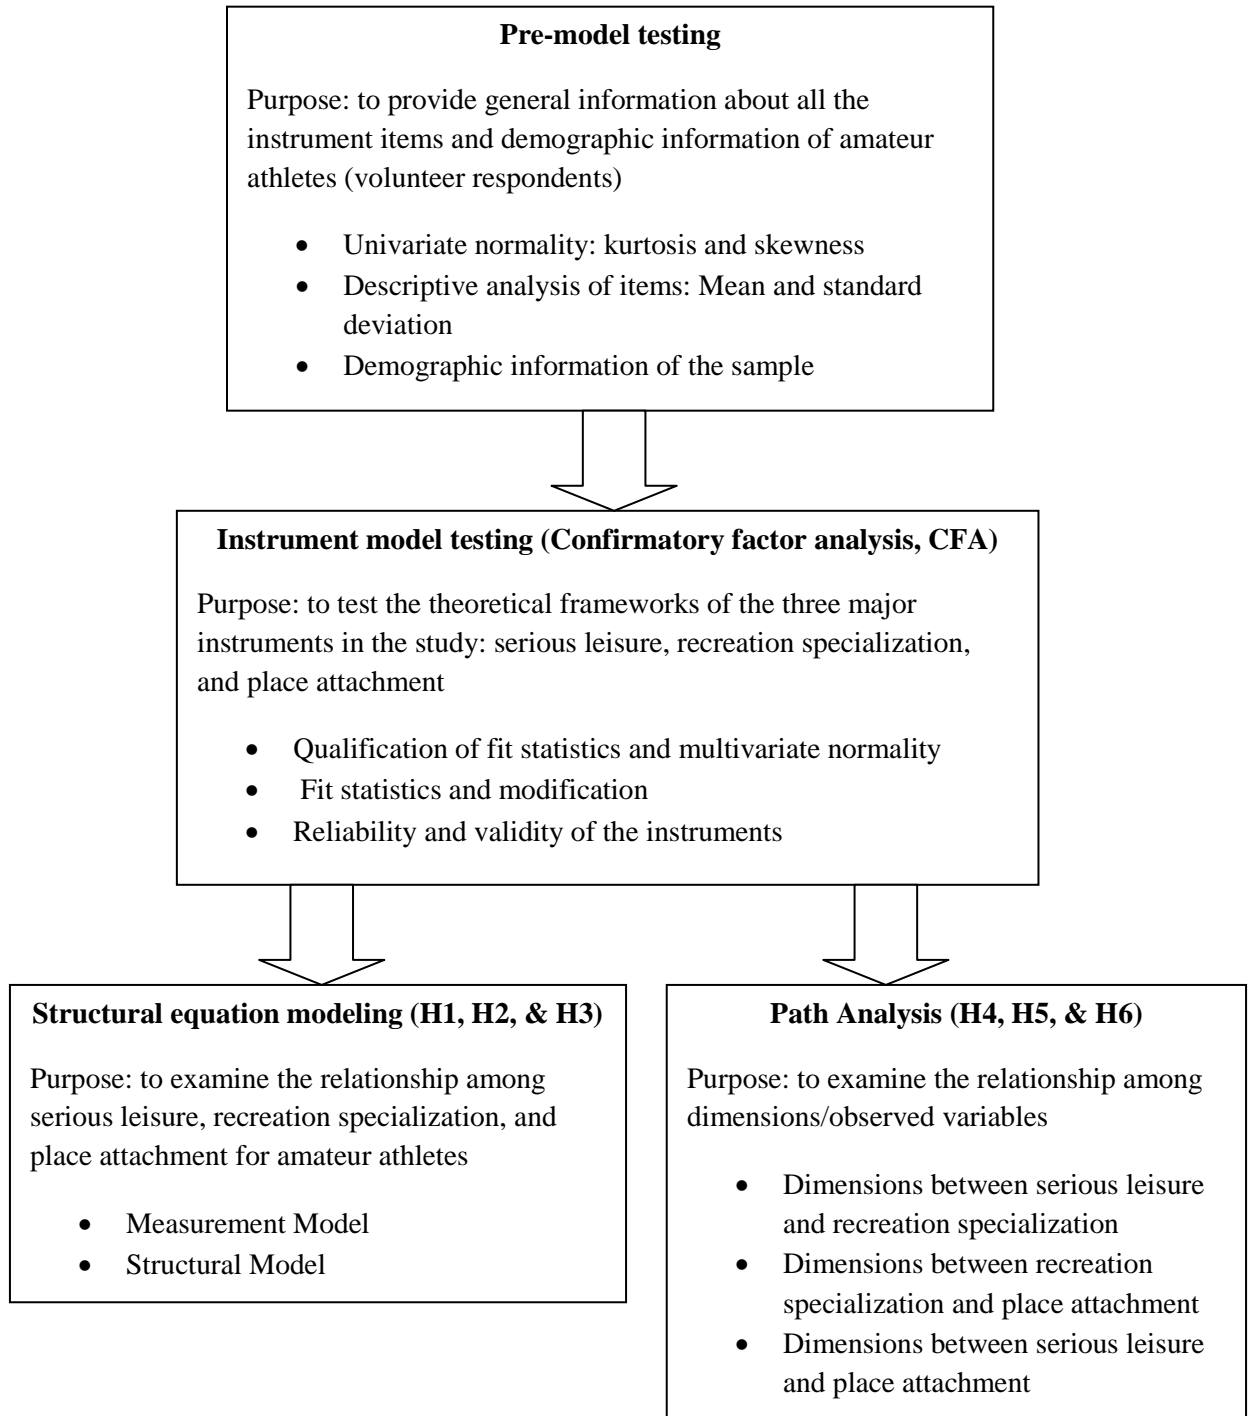 Pre-model testing
Purpose: to provide general information about all the
instrument items and demographic information of amateur
athletes (volunteer respondents)
• Univariate normality: kurtosis and skewness
• Descriptive analysis of items: Mean and standard
deviation
• Demographic information of the sample
Instrument model testing (Confirmatory factor analysis, CFA)
Purpose: to test the theoretical frameworks of the three major
instruments in the study: serious leisure, recreation specialization,
and place attachment
• Qualification of fit statistics and multivariate normality
• Fit statistics and modification
• Reliability and validity of the instruments
Structural equation modeling (H1, H2, & H3)
Purpose: to examine the relationship among
serious leisure, recreation specialization, and
place attachment for amateur athletes
• Measurement Model
• Structural Model
Path Analysis (H4, H5, & H6)
Purpose: to examine the relationship among
dimensions/observed variables
• Dimensions between serious leisure
and recreation specialization
• Dimensions between recreation
specialization and place attachment
• Dimensions between serious leisure
and place attachment